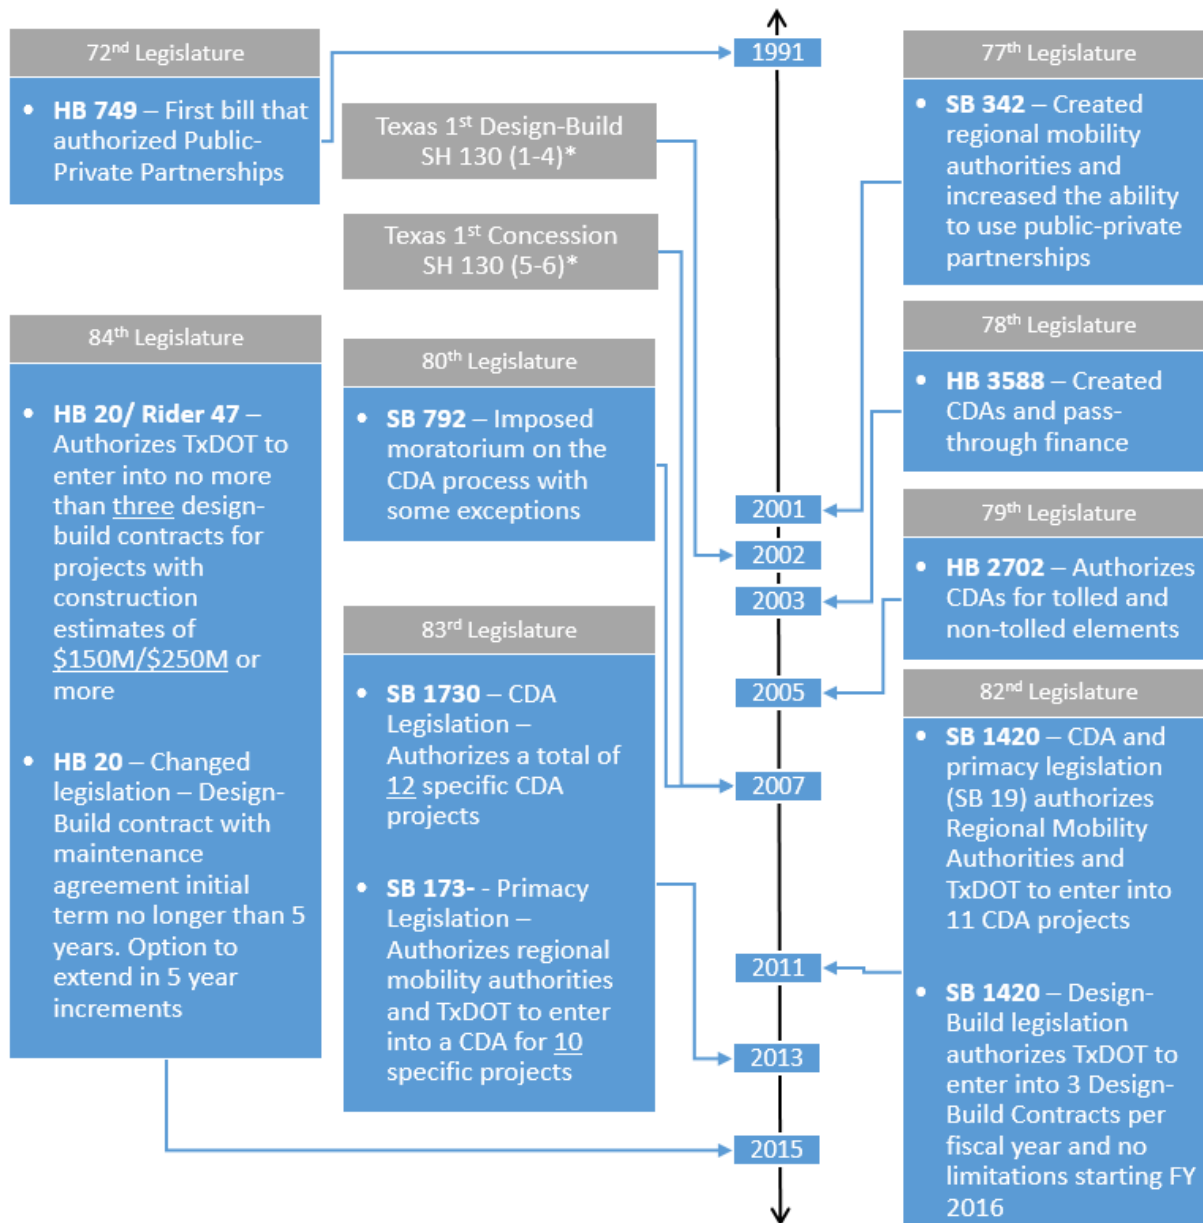 72nd Legislature
• HB 749 – First bill that
authorized Public-
Private Partnerships
1991
Texas 1st Design-Build
SH 130 (1-4)*
Texas 1st Concession
SH 130 (5-6)*
77th Legislature
• SB 342 – Created
regional mobility
authorities and
increased the ability
to use public-private
partnerships
84th Legislature
• HB 20/ Rider 47 –
Authorizes TxDOT to
enter into no more
than three design-
build contracts for
projects with
construction
estimates of
$150M/$250M or
more
• HB 20 – Changed
legislation – Design-
Build contract with
maintenance
agreement initial
term no longer than 5
years. Option to
extend in 5 year
increments
80th Legislature
• SB 792 – Imposed
moratorium on the
CDA process with
some exceptions
83rd Legislature
• SB 1730 – CDA
Legislation –
Authorizes a total of
12 specific CDA
projects
• SB 173- - Primacy
Legislation –
Authorizes regional
mobility authorities
and TxDOT to enter
into a CDA for 10
specific projects
2001
2002
2003
2005
2007
2011
2013
2015
78th Legislature
• HB 3588 – Created
CDAs and pass-
through finance
79th Legislature
• HB 2702 – Authorizes
CDAs for tolled and
non-tolled elements
82nd Legislature
• SB 1420 – CDA and
primacy legislation
(SB 19) authorizes
Regional Mobility
Authorities and
TxDOT to enter into
11 CDA projects
• SB 1420 – Design-
Build legislation
authorizes TxDOT to
enter into 3 Design-
Build Contracts per
fiscal year and no
limitations starting FY
2016